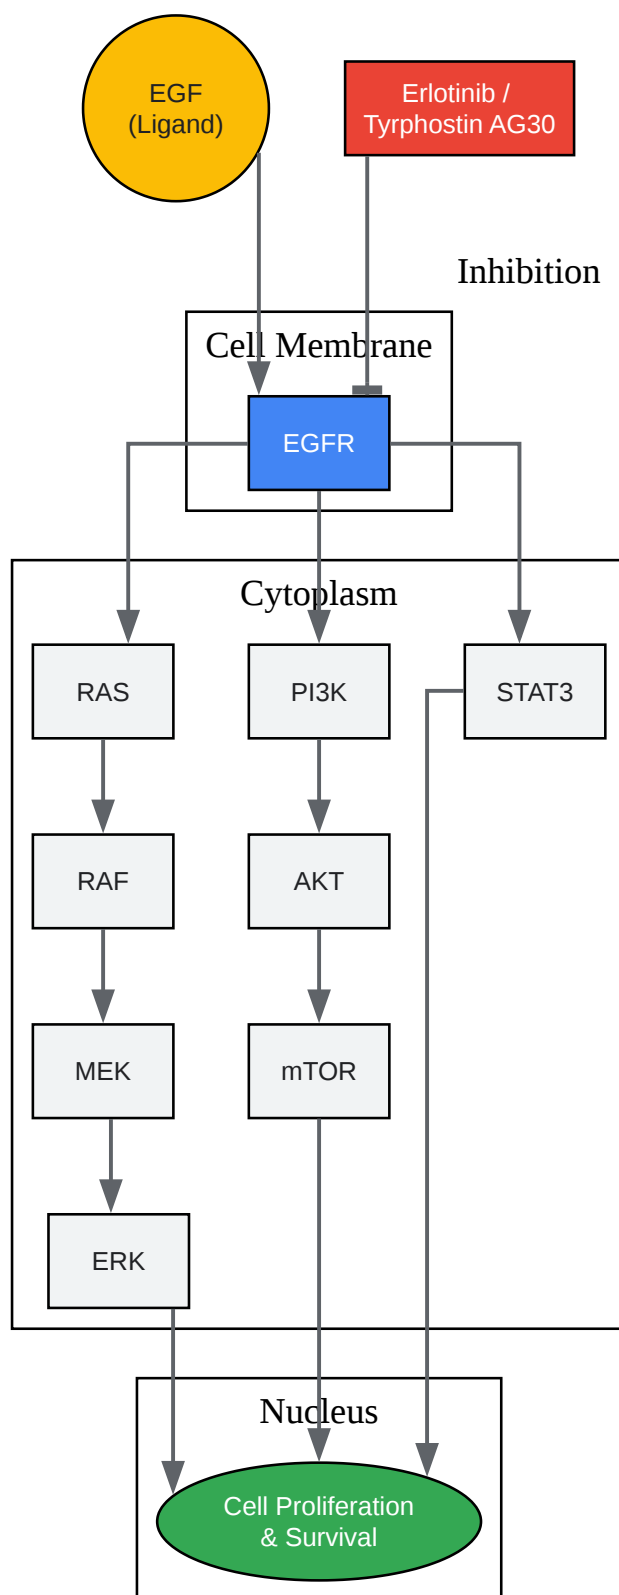 EGF
(Ligand)
Erlotinib /
Tyrphostin AG30
Inhibition
Cell Membrane
EGFR
Cytoplasm
RAS
PI3K
STAT3
RAF
AKT
MEK
mTOR
ERK
Nucleus
Cell Proliferation
& Survival